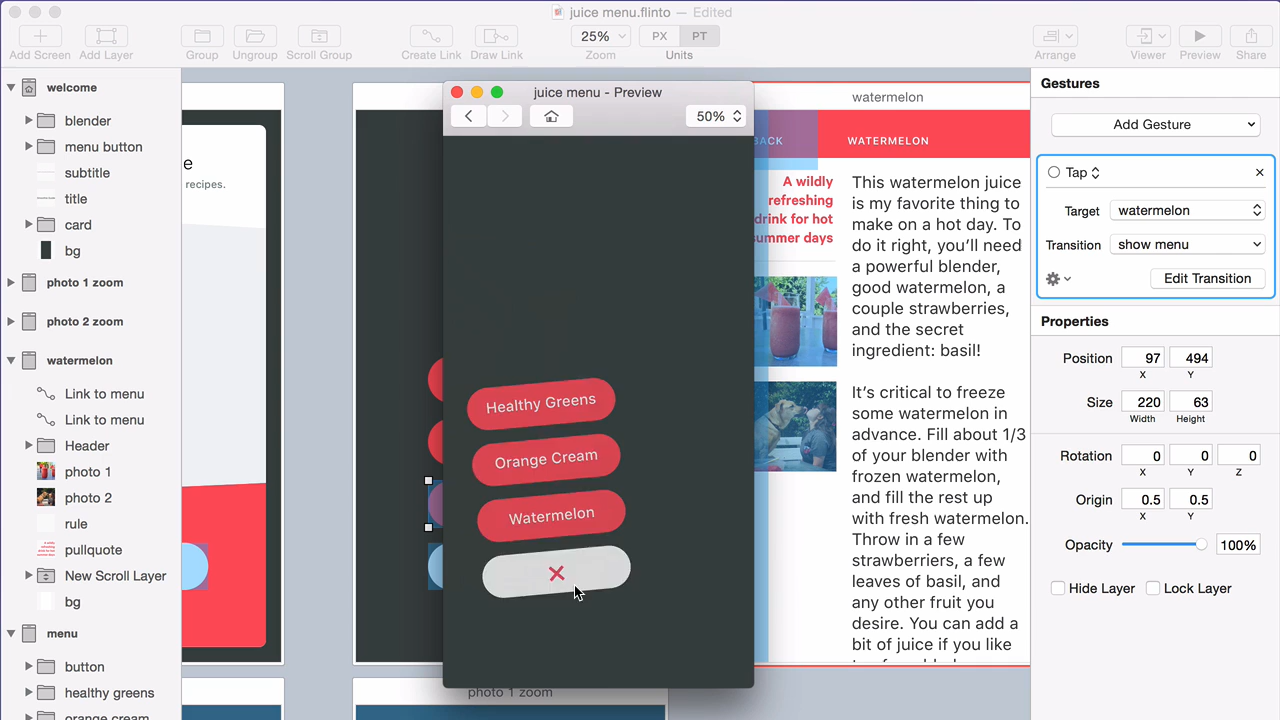 juice menu.flinto — Edited
Add Screen
Add Layer
Group
Ungroup
Scroll Group
Create Link
Draw Link
25%
Zoom
PX
PT
Units
Arrange
Viewer
Preview
Share
welcome
blender
menu button
subtitle
title
card
bg
photo 1 zoom
photo 2 zoom
watermelon
Link to menu
Link to menu
Header
photo 1
photo 2
rule
pullquote
New Scroll Layer
bg
menu
button
healthy greens
orange cream
e
recipes.
juice menu - Preview
50%
Healthy Greens
Orange Cream
Watermelon
photo 1 zoom
watermelon
BACK
WATERMELON
A wildly
refreshing
drink for hot
summer days
This watermelon juice
is my favorite thing to
make on a hot day. To
do it right, you’ll need
a powerful blender,
good watermelon, a
couple strawberries,
and the secret
ingredient: basil!
It’s critical to freeze
some watermelon in
advance. Fill about 1/3
of your blender with
frozen watermelon,
and fill the rest up
with fresh watermelon.
Throw in a few
strawberries, a few
leaves of basil, and
any other fruit you
desire. You can add a
bit of juice if you like
Gestures
Add Gesture
Tap
Target
watermelon
Transition
show menu
Edit Transition
Properties
Position
97
494
X
Y
Size
220
63
Width
Height
Rotation
0
0
0
X
Y
Z
Origin
0.5
0.5
X
Y
Opacity
100%
Hide Layer
Lock Layer